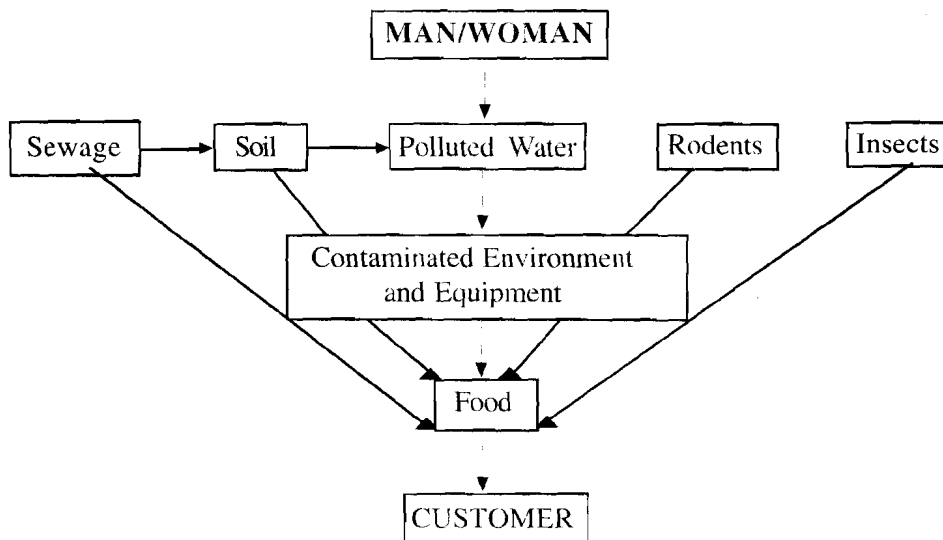 MAN/WOMAN
Sewage
Soil
Polluted Water
Rodents
Insects
Contaminated Environment
and Equipment
Food
CUSTOMER